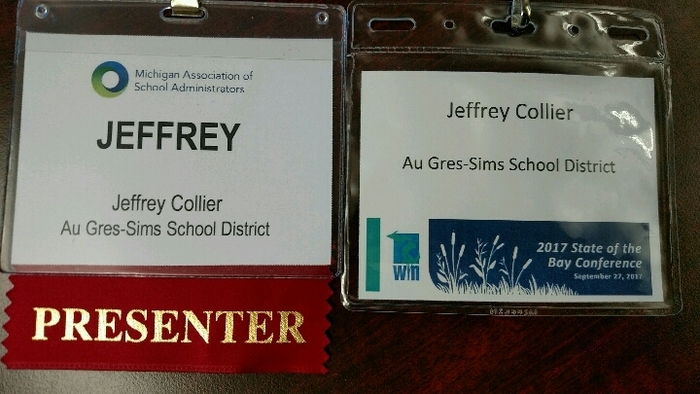 Michigan Association of
School Administrators
JEFFREY
Jeffrey Collier
Au Gres-Sims School District
PRESENTER
Jeffrey Collier
Au Gres-Sims School District
win
2017 State of the
Bay Conference
September 27, 2017